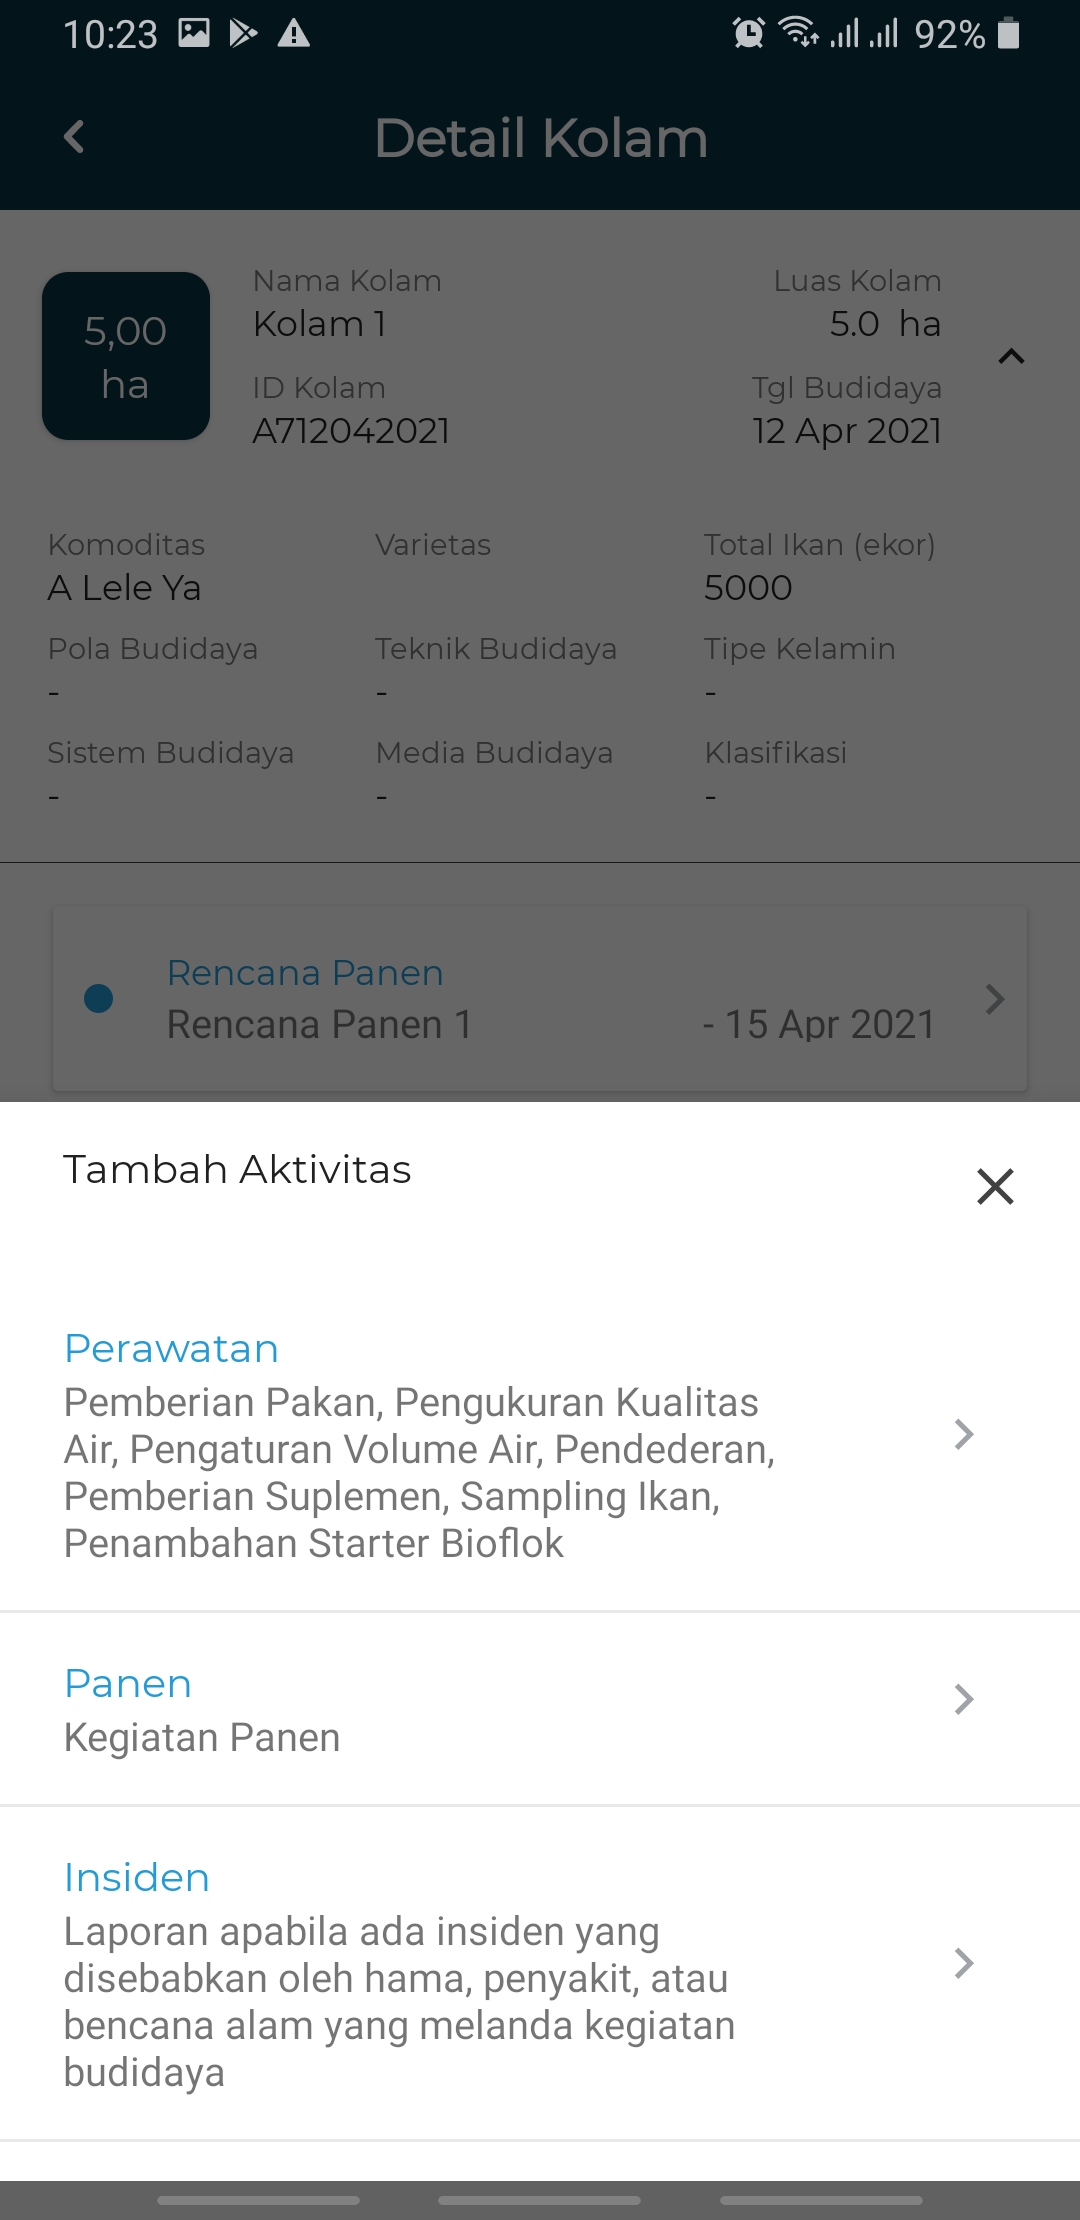 10:23
92%
Detail Kolam
5,00
ha
Nama Kolam
Kolam 1
Luas Kolam
5.0 ha
ID Kolam
A712042021
Tgl Budidaya
12 Apr 2021
Komoditas
A Lele Ya
Varietas
Total Ikan (ekor)
5000
Pola Budidaya
-
Teknik Budidaya
-
Tipe Kelamin
-
Sistem Budidaya
-
Media Budidaya
-
Klasifikasi
-
Rencana Panen
Rencana Panen 1
- 15 Apr 2021
Tambah Aktivitas
Perawatan
Pemberian Pakan, Pengukuran Kualitas
Air, Pengaturan Volume Air, Pendederan,
Pemberian Suplemen, Sampling Ikan,
Penambahan Starter Bioflok
Panen
Kegiatan Panen
Insiden
Laporan apabila ada insiden yang
disebabkan oleh hama, penyakit, atau
bencana alam yang melanda kegiatan
budidaya